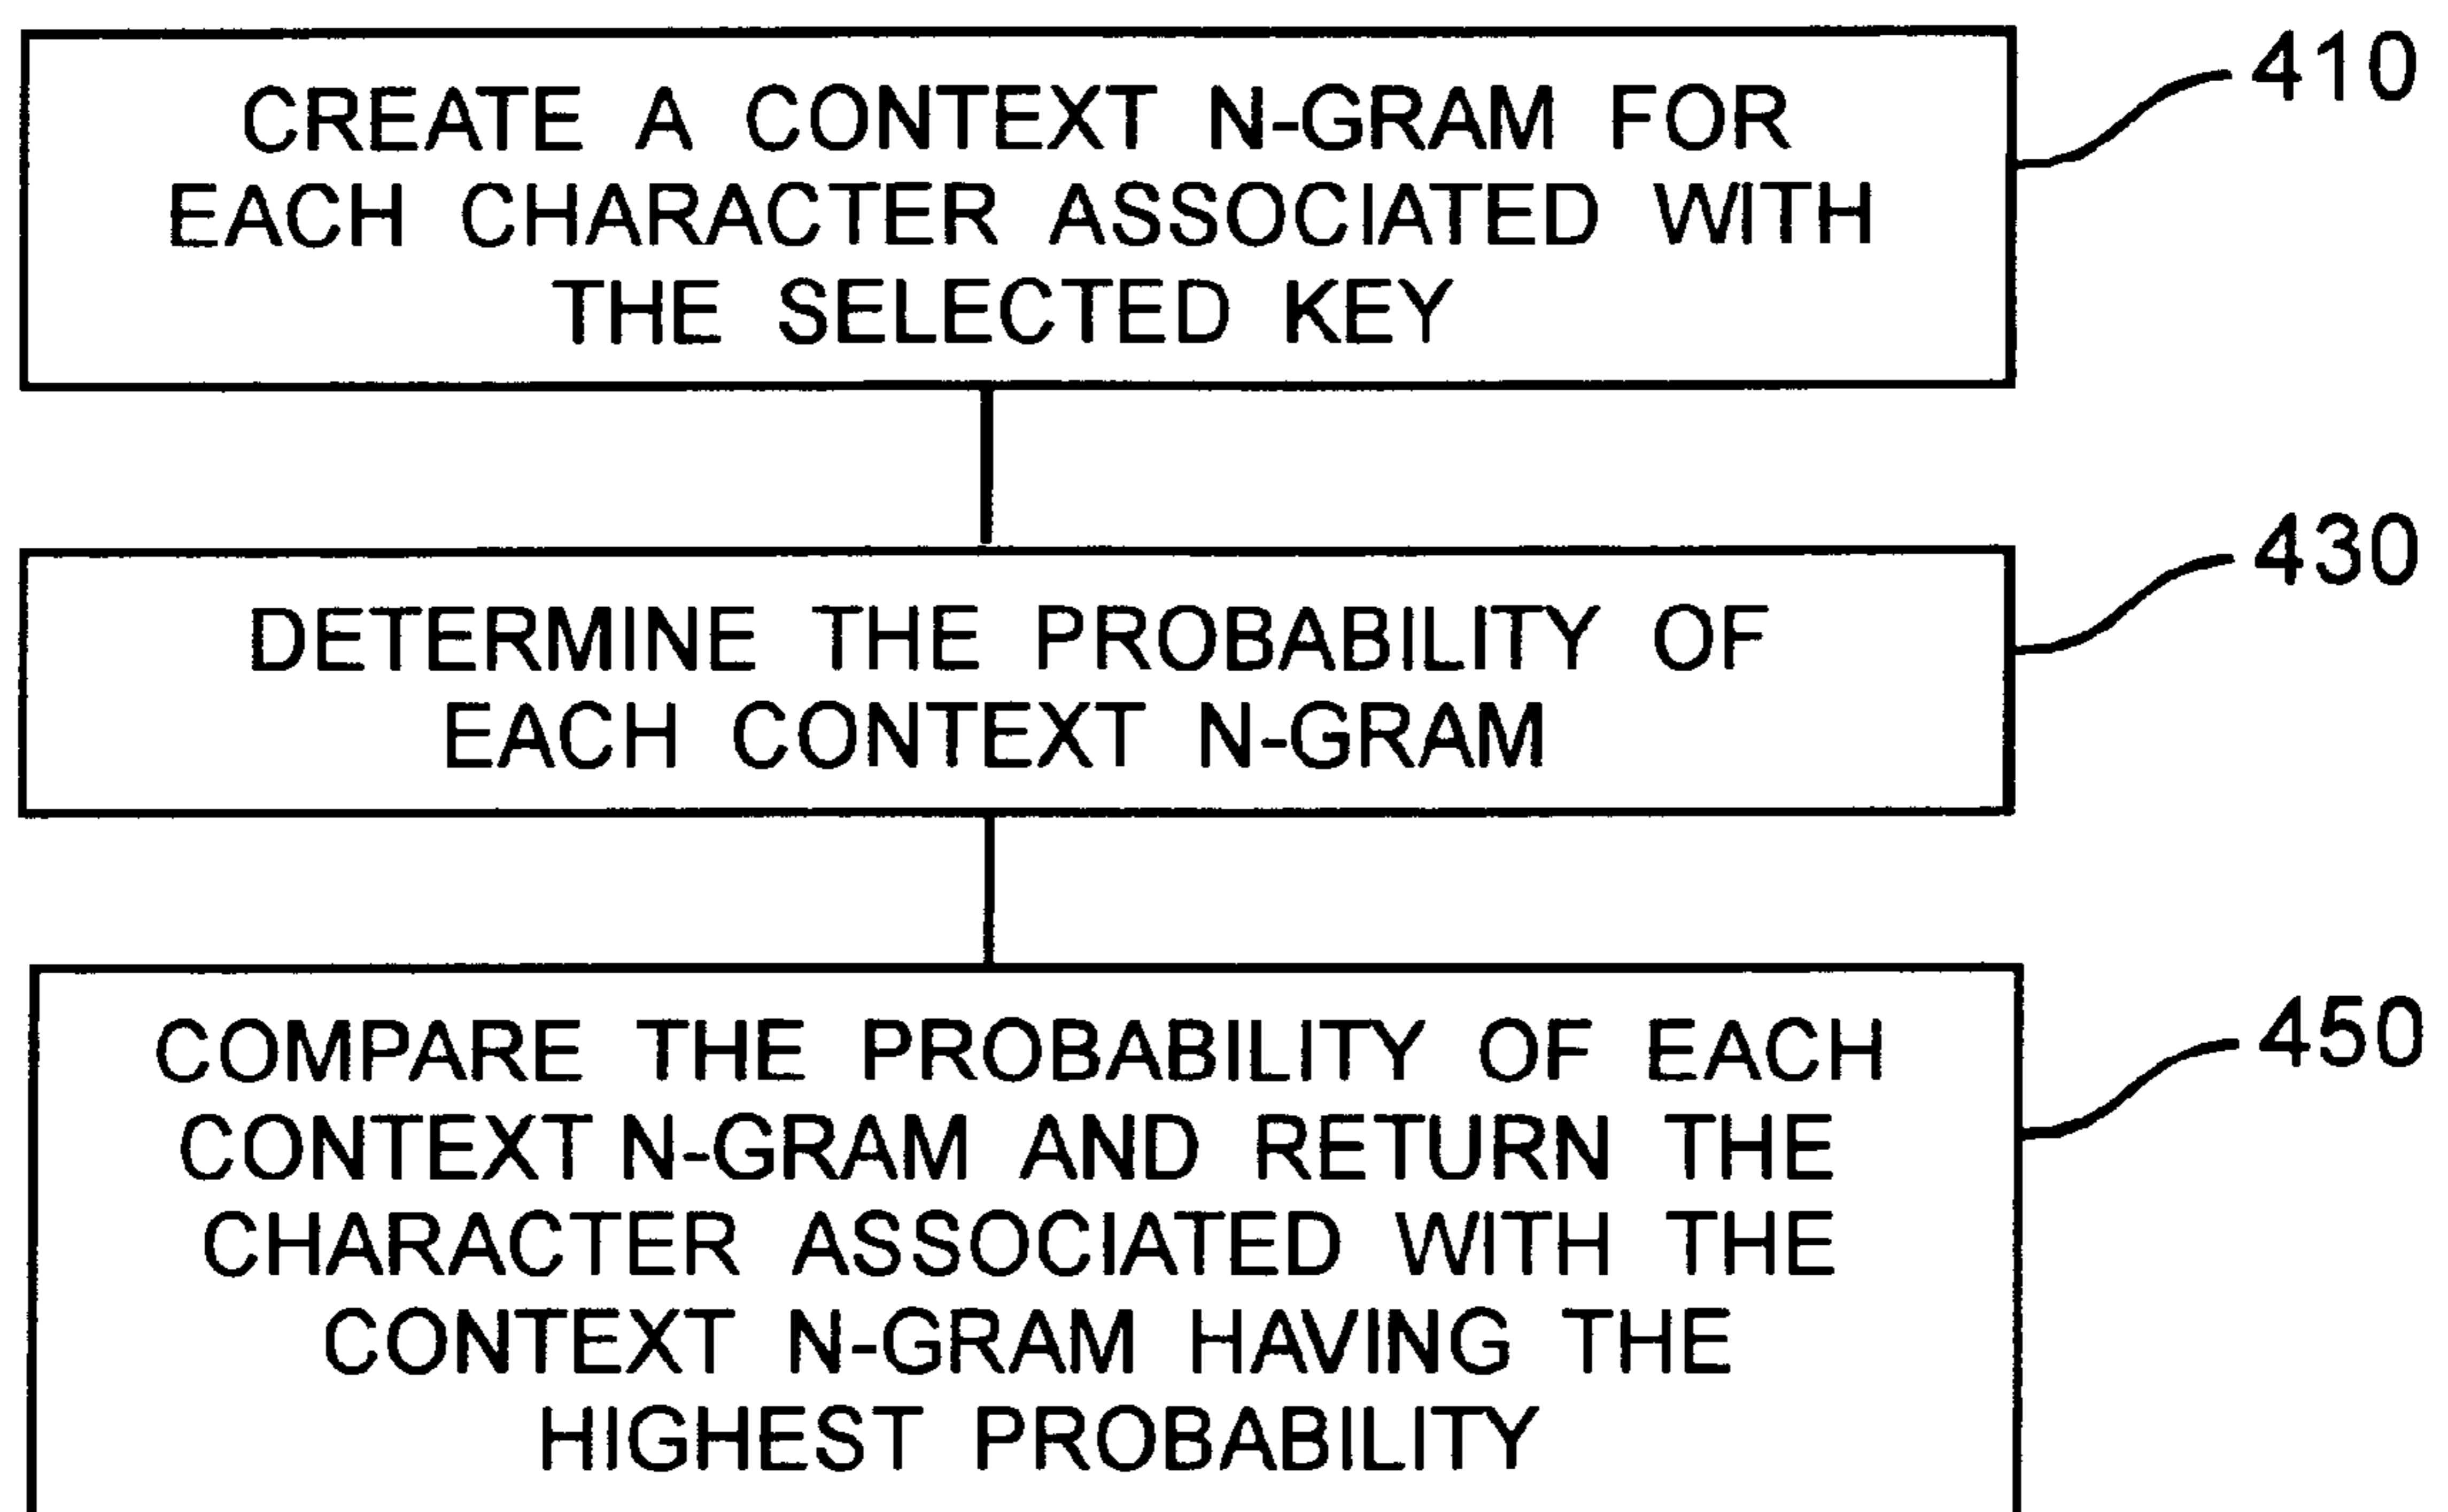 CREATE A CONTEXT N-GRAM FOR
EACH CHARACTER ASSOCIATED WITH
THE SELECTED KEY
410
DETERMINE THE PROBABILITY OF
EACH CONTEXT N-GRAM
430
COMPARE THE PROBABILITY OF EACH
CONTEXT N-GRAM AND RETURN THE
CHARACTER ASSOCIATED WITH THE
CONTEXT N-GRAM HAVING THE
HIGHEST PROBABILITY
450